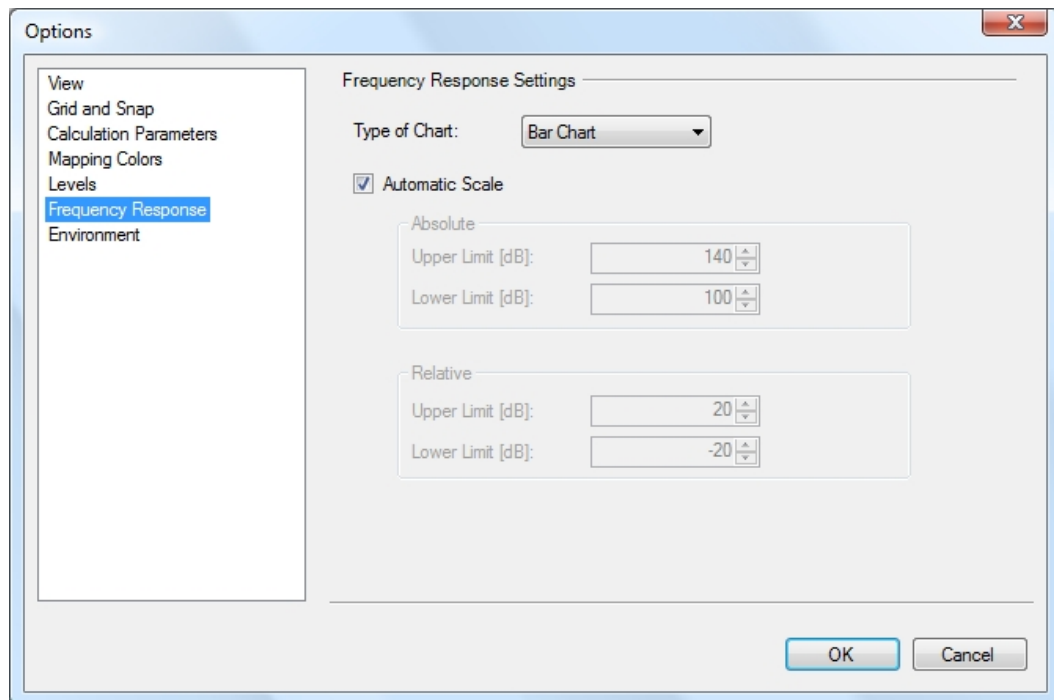 Options
View
Grid and Snap
Calculation Parameters
Mapping Colors
Levels
Frequency Response
Environment
Frequency Response Settings
Type of Chart: Bar Chart
Automatic Scale
Absolute
Upper Limit [dB]: 140
Lower Limit [dB]: 100
Relative
Upper Limit [dB]: 20
Lower Limit [dB]: -20
OK Cancel